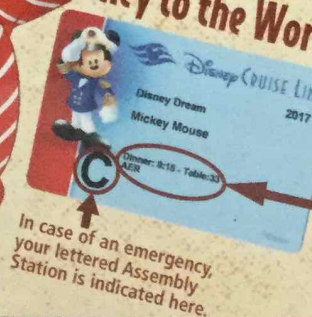 to the Wor
Disney CRUISE LIN
Disney Dream
2017
Mickey Mouse
C
Dinner: 8:15 - Table:33
AER
In case of an emergency,
your lettered Assembly
Station is indicated here.